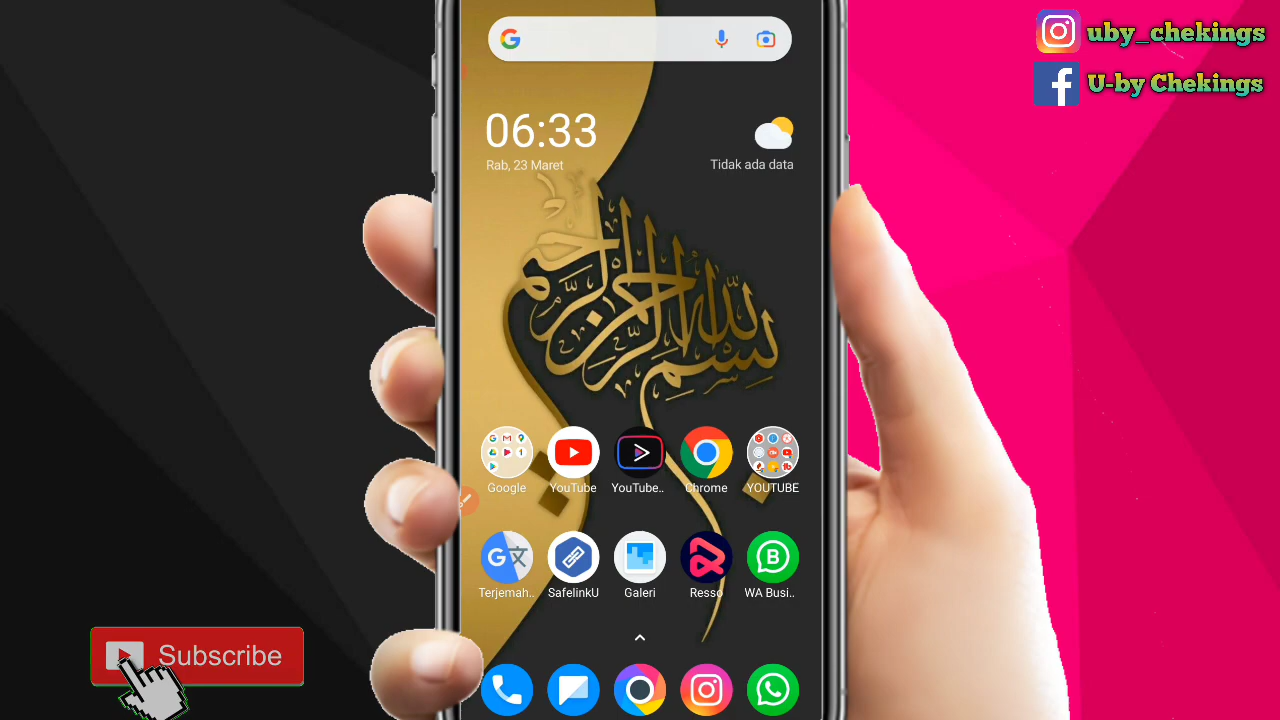 uby_chekings
U-by Chekings
06:33
Rab, 23 Maret
Tidak ada data
بسم الله الرحمن الرحيم
Google
YouTube
YouTube..
Chrome
YOUTUBE
Terjemah..
SafelinkU
Galeri
Resso
WA Busi..
Subscribe